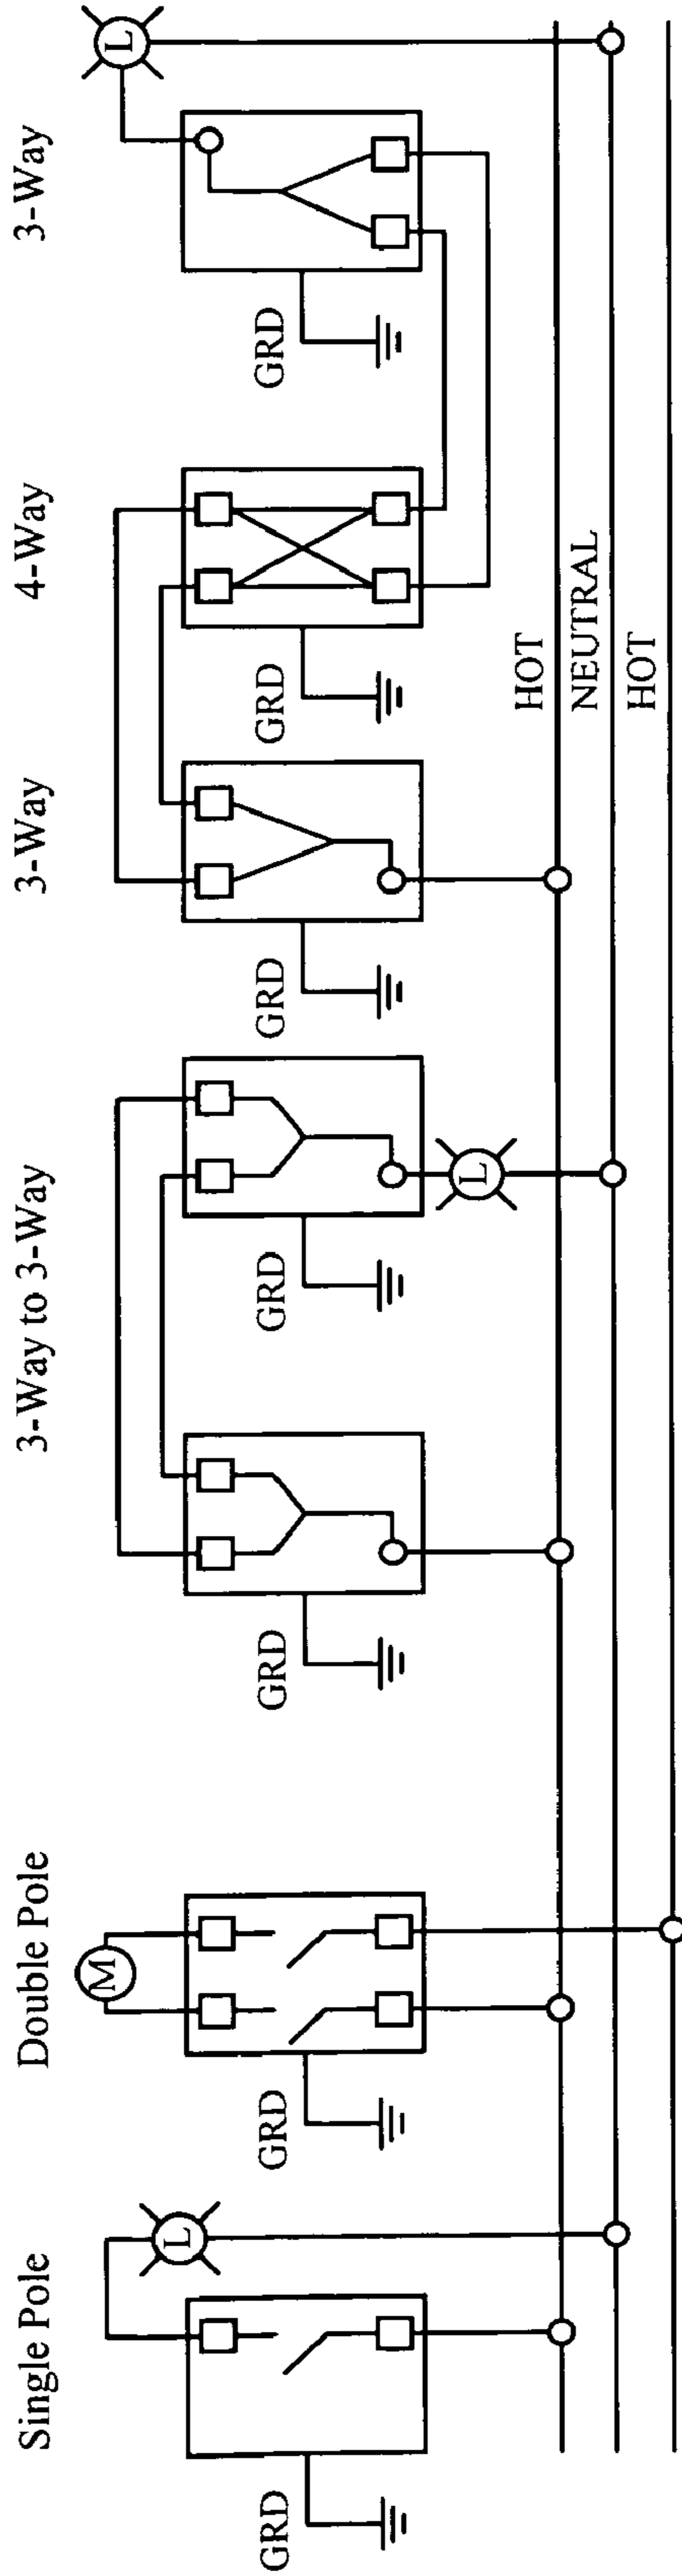 Single Pole
Double Pole
3-Way to 3-Way
3-Way
4-Way
3-Way
L
M
L
L
GRD
GRD
GRD
GRD
GRD
GRD
GRD
HOT
NEUTRAL
HOT